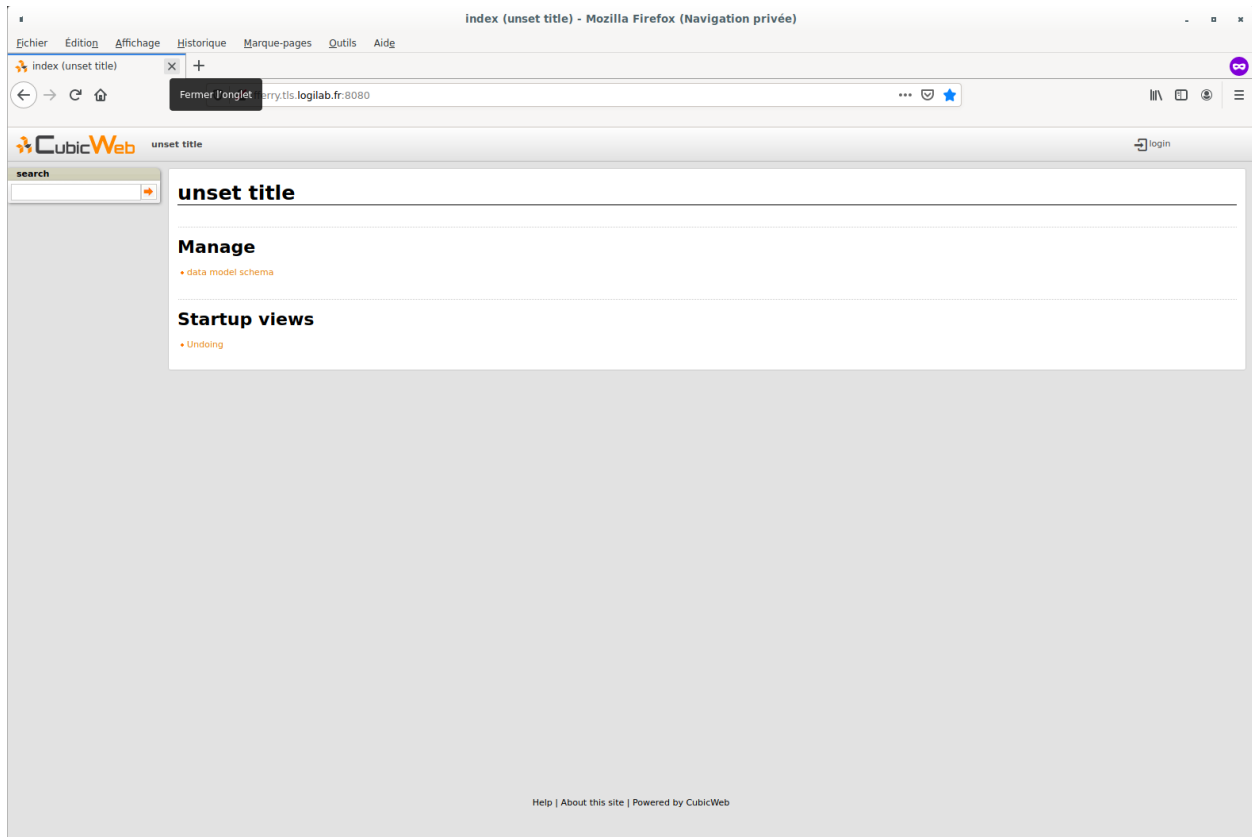 index (unset title) - Mozilla Firefox (Navigation privée)
Fichier Édition Affichage Historique Marque-pages Outils Aide
index (unset title)
Fermer l'onglet
ferry.tls.logilab.fr:8080
CubicWeb unset title login
search
unset title
Manage
data model schema
Startup views
Undoing
Help | About this site | Powered by CubicWeb